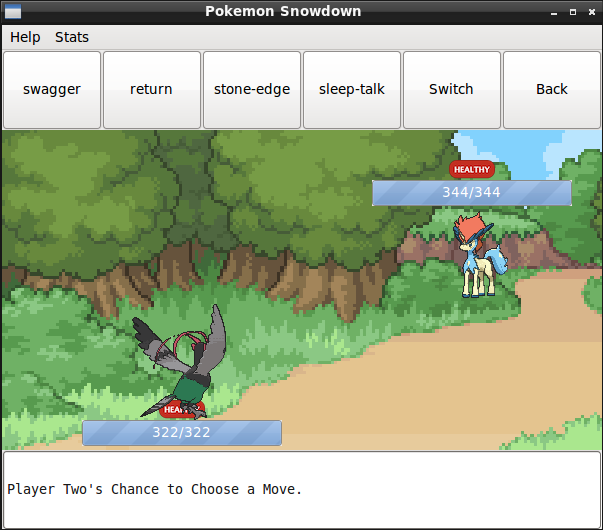 Pokemon Snowdown
Help Stats
swagger return stone-edge sleep-talk Switch Back
HEALTHY
344/344
HEALTHY
322/322
Player Two's Chance to Choose a Move.